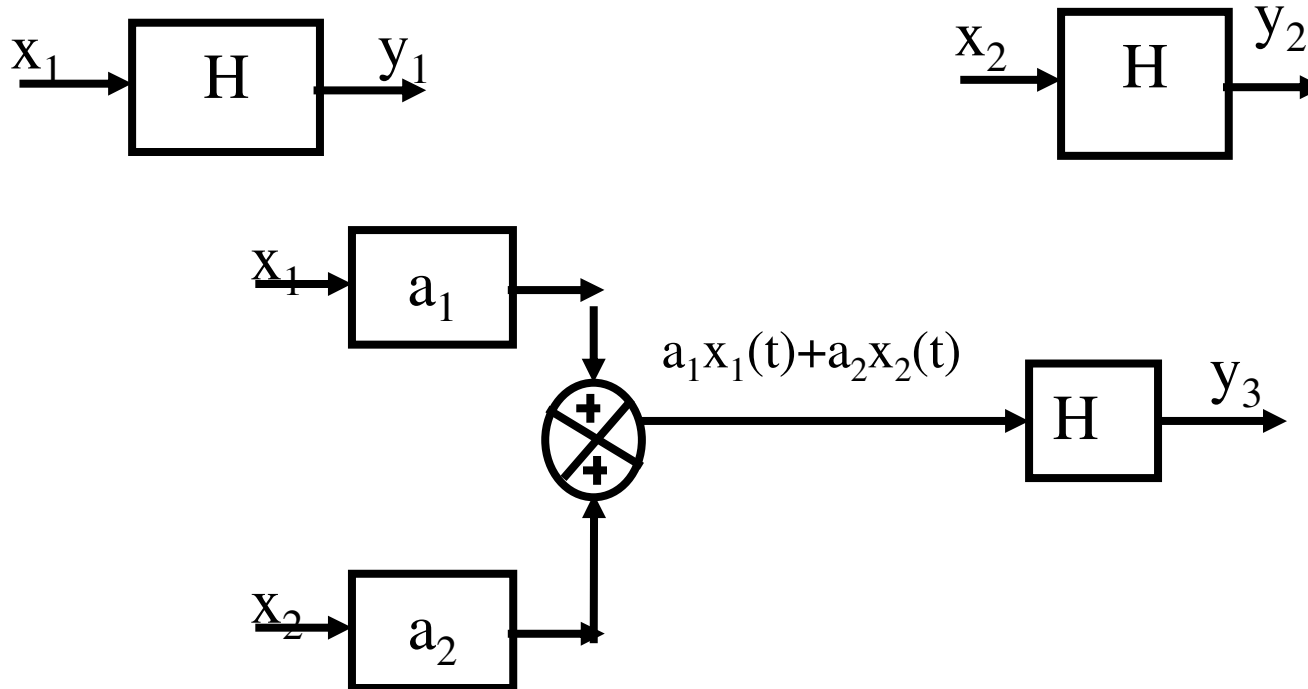 x₁ H y₁
x₂ H y₂
x₁ a₁
a₁x₁(t)+a₂x₂(t)
+
+
H y₃
x₂ a₂